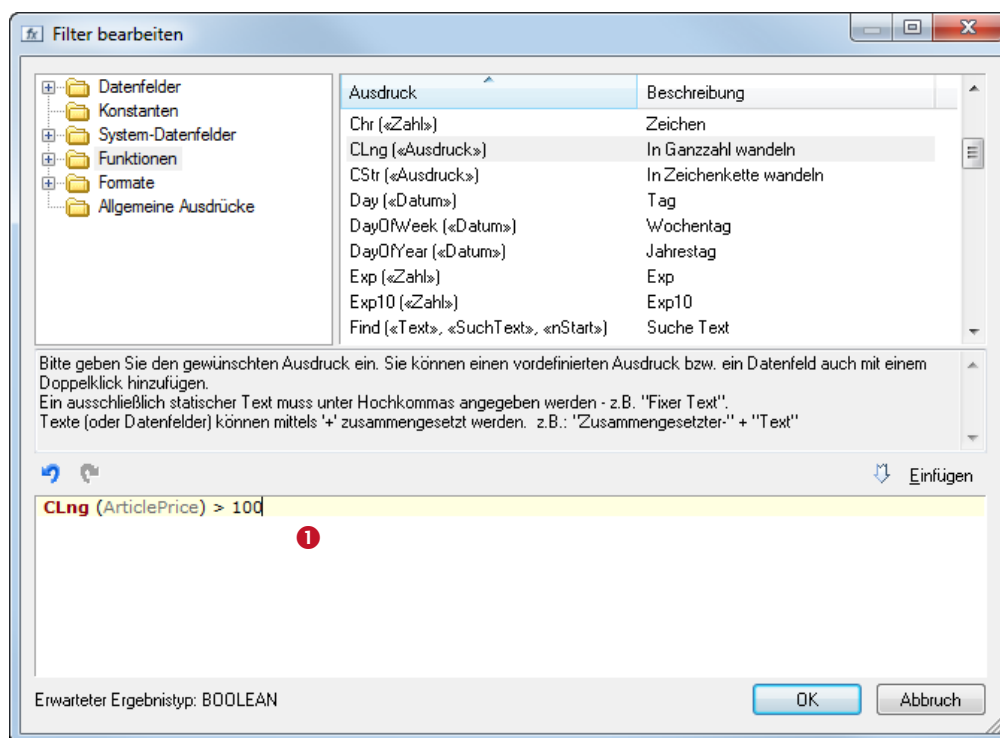 Filter bearbeiten
Datenfelder
Konstanten
System-Datenfelder
Funktionen
Formate
Allgemeine Ausdrücke
Ausdruck Beschreibung
Chr («Zahl») Zeichen
CLng («Ausdruck») In Ganzzahl wandeln
CStr («Ausdruck») In Zeichenkette wandeln
Day («Datum») Tag
DayOfWeek («Datum») Wochentag
DayOfYear («Datum») Jahrestag
Exp («Zahl») Exp
Exp10 («Zahl») Exp10
Find («Text», «SuchText», «nStart») Suche Text
Bitte geben Sie den gewünschten Ausdruck ein. Sie können einen vordefinierten Ausdruck bzw. ein Datenfeld auch mit einem
Doppelklick hinzufügen.
Ein ausschließlich statischer Text muss unter Hochkommas angegeben werden - z.B. "Fixer Text".
Texte (oder Datenfelder) können mittels '+' zusammengesetzt werden. z.B.: "Zusammengesetzter-" + "Text"
Einfügen
CLng (ArticlePrice) > 100
1
Erwarteter Ergebnistyp: BOOLEAN
OK Abbruch